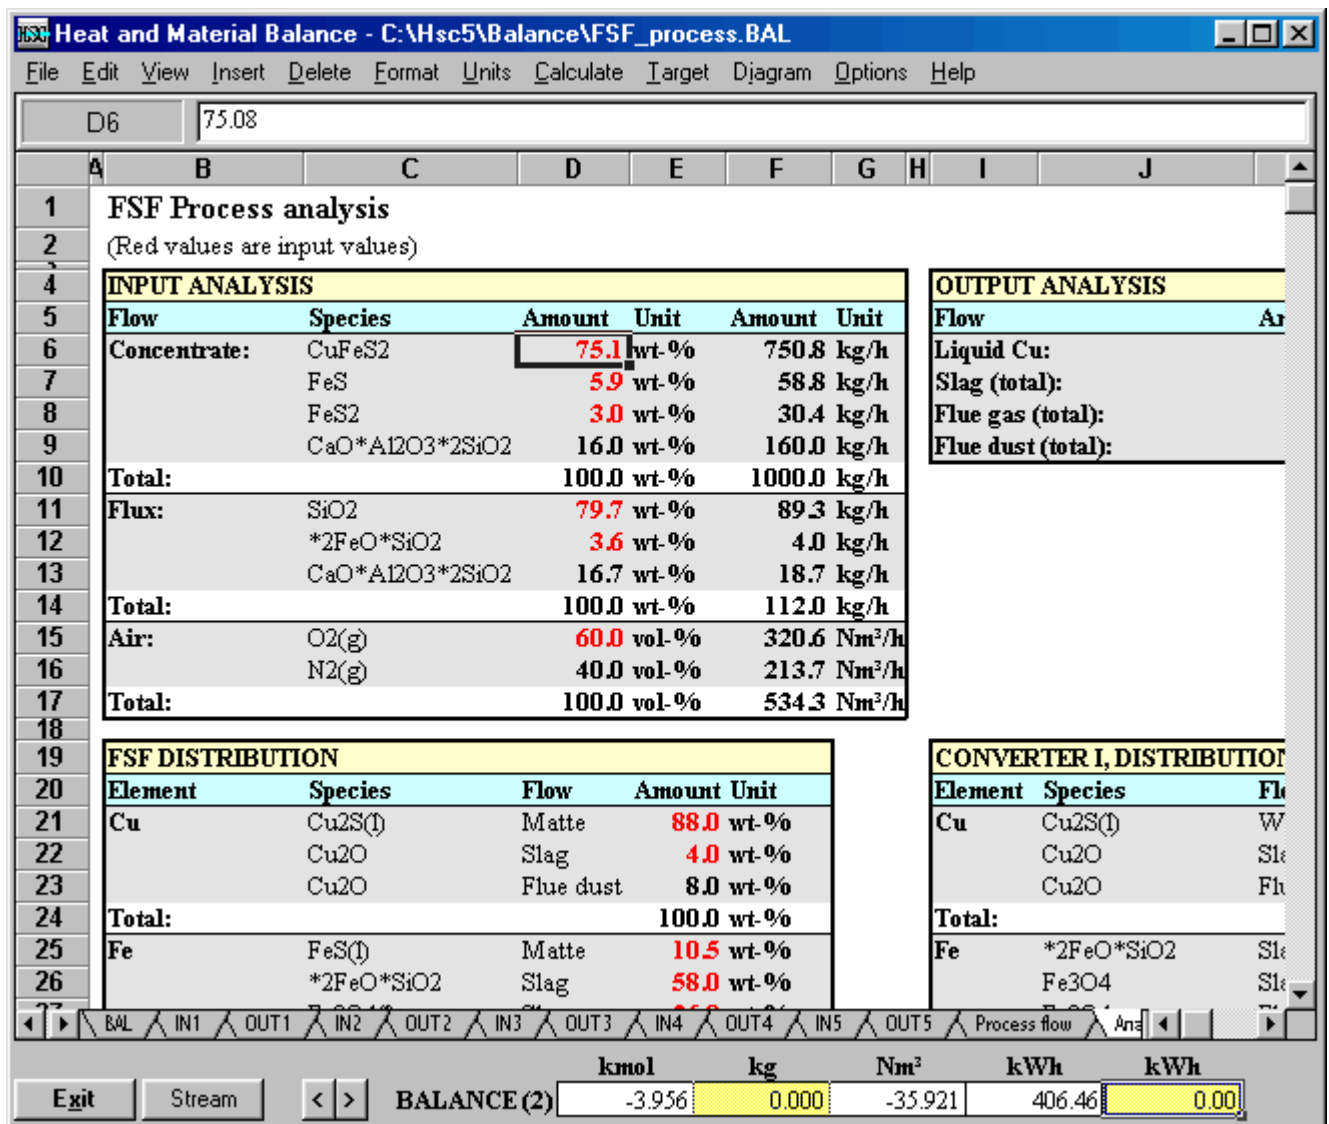 HSC Heat and Material Balance - C:\Hsc5\Balance\FSF_process.BAL
File Edit View Insert Delete Format Units Calculate Target Diagram Options Help
D6 75.08
A B C D E F G H I J
1 FSF Process analysis
2 (Red values are input values)
4 INPUT ANALYSIS OUTPUT ANALYSIS
5 Flow Species Amount Unit Amount Unit Flow Ar
6 Concentrate: CuFeS2 75.1 wt-% 750.8 kg/h Liquid Cu:
7 FeS 5.9 wt-% 58.8 kg/h Slag (total):
8 FeS2 3.0 wt-% 30.4 kg/h Flue gas (total):
9 CaO*Al2O3*2SiO2 16.0 wt-% 160.0 kg/h Flue dust (total):
10 Total: 100.0 wt-% 1000.0 kg/h
11 Flux: SiO2 79.7 wt-% 89.3 kg/h
12 *2FeO*SiO2 3.6 wt-% 4.0 kg/h
13 CaO*Al2O3*2SiO2 16.7 wt-% 18.7 kg/h
14 Total: 100.0 wt-% 112.0 kg/h
15 Air: O2(g) 60.0 vol-% 320.6 Nm³/h
16 N2(g) 40.0 vol-% 213.7 Nm³/h
17 Total: 100.0 vol-% 534.3 Nm³/h
18
19 FSF DISTRIBUTION CONVERTER I, DISTRIBUTION
20 Element Species Flow Amount Unit Element Species Flo
21 Cu Cu2S(l) Matte 88.0 wt-% Cu Cu2S(l) W
22 Cu2O Slag 4.0 wt-% Cu2O Sla
23 Cu2O Flue dust 8.0 wt-% Cu2O Flu
24 Total: 100.0 wt-% Total:
25 Fe FeS(l) Matte 10.5 wt-% Fe *2FeO*SiO2 Sla
26 *2FeO*SiO2 Slag 58.0 wt-% Fe3O4 Sla
BAL IN1 OUT1 IN2 OUT2 IN3 OUT3 IN4 OUT4 IN5 OUT5 Process flow Ana
kmol kg Nm³ kWh kWh
Exit Stream < > BALANCE (2) -3.956 0.000 -35.921 406.46 0.00